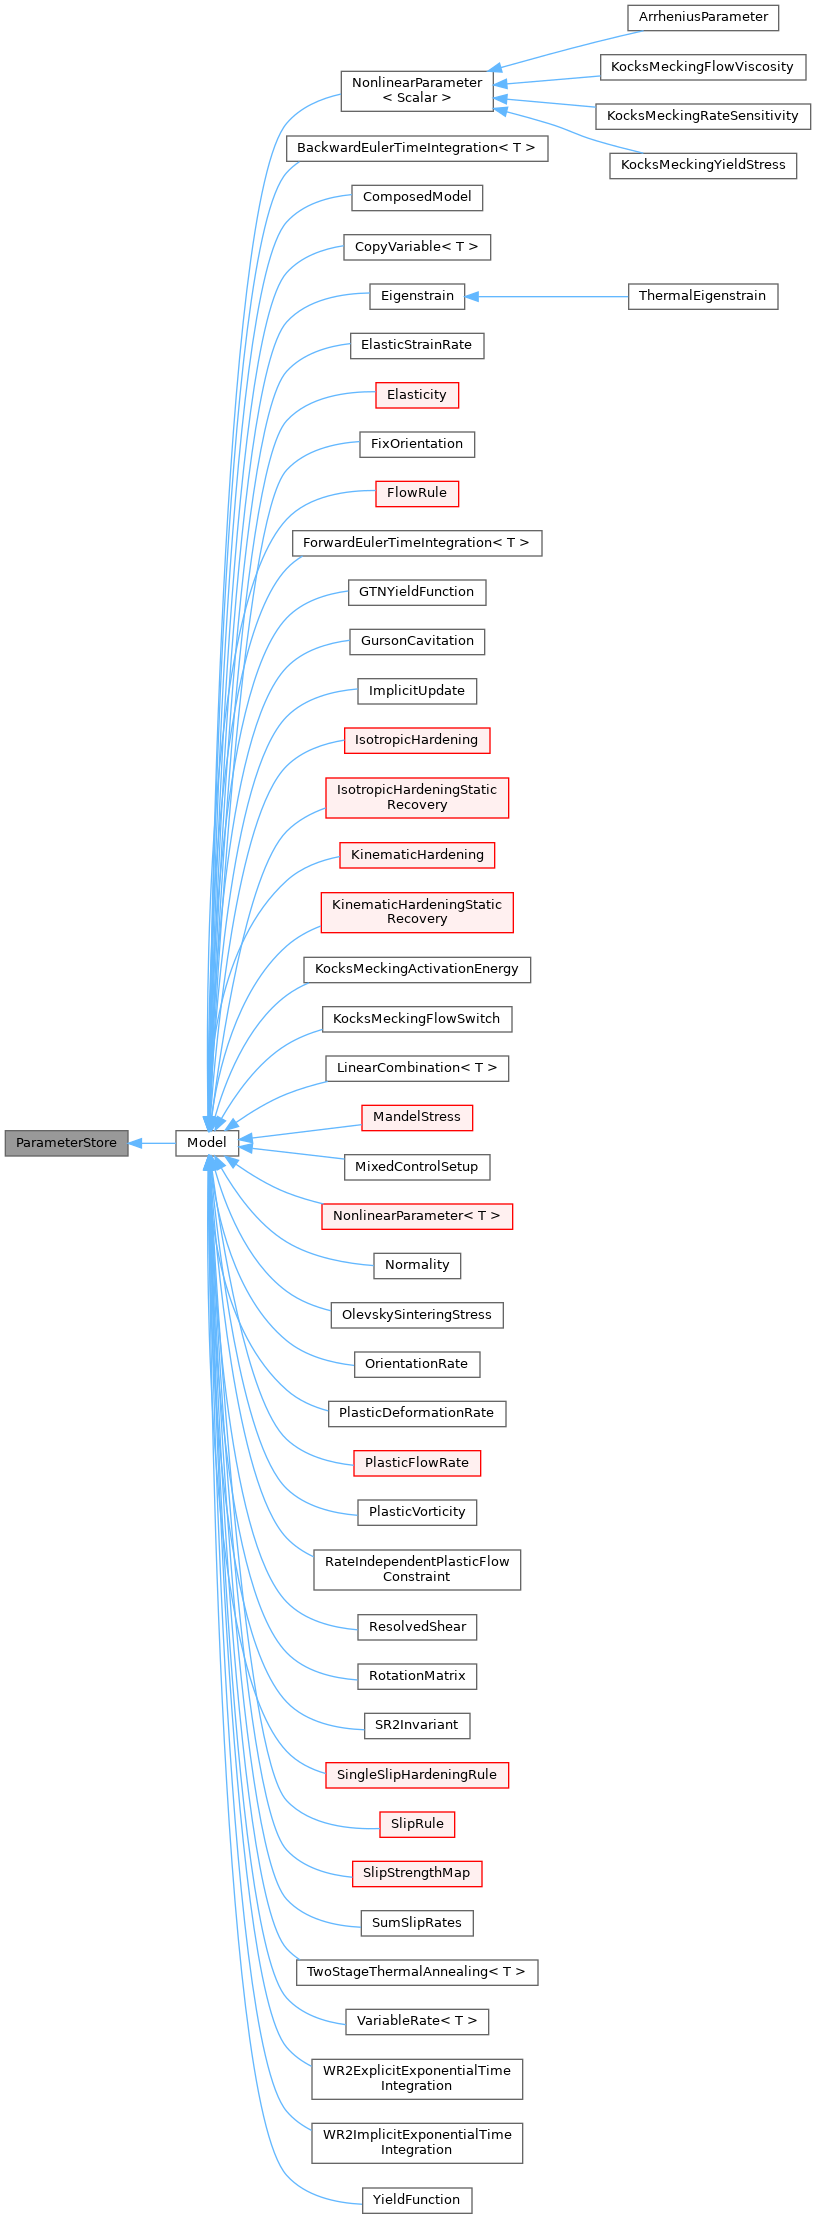 ArrheniusParameter
KocksMeckingFlowViscosity
NonlinearParameter
< Scalar >
KocksMeckingRateSensitivity
BackwardEulerTimeIntegration< T >
KocksMeckingYieldStress
ComposedModel
CopyVariable< T >
Eigenstrain
ThermalEigenstrain
ElasticStrainRate
Elasticity
FixOrientation
FlowRule
ForwardEulerTimeIntegration< T >
GTNYieldFunction
GursonCavitation
ImplicitUpdate
IsotropicHardening
IsotropicHardeningStatic
Recovery
KinematicHardening
KinematicHardeningStatic
Recovery
KocksMeckingActivationEnergy
KocksMeckingFlowSwitch
LinearCombination< T >
MandelStress
ParameterStore
Model
MixedControlSetup
NonlinearParameter< T >
Normality
OlevskySinteringStress
OrientationRate
PlasticDeformationRate
PlasticFlowRate
PlasticVorticity
RateIndependentPlasticFlow
Constraint
ResolvedShear
RotationMatrix
SR2Invariant
SingleSlipHardeningRule
SlipRule
SlipStrengthMap
SumSlipRates
TwoStageThermalAnnealing< T >
VariableRate< T >
WR2ExplicitExponentialTime
Integration
WR2ImplicitExponentialTime
Integration
YieldFunction